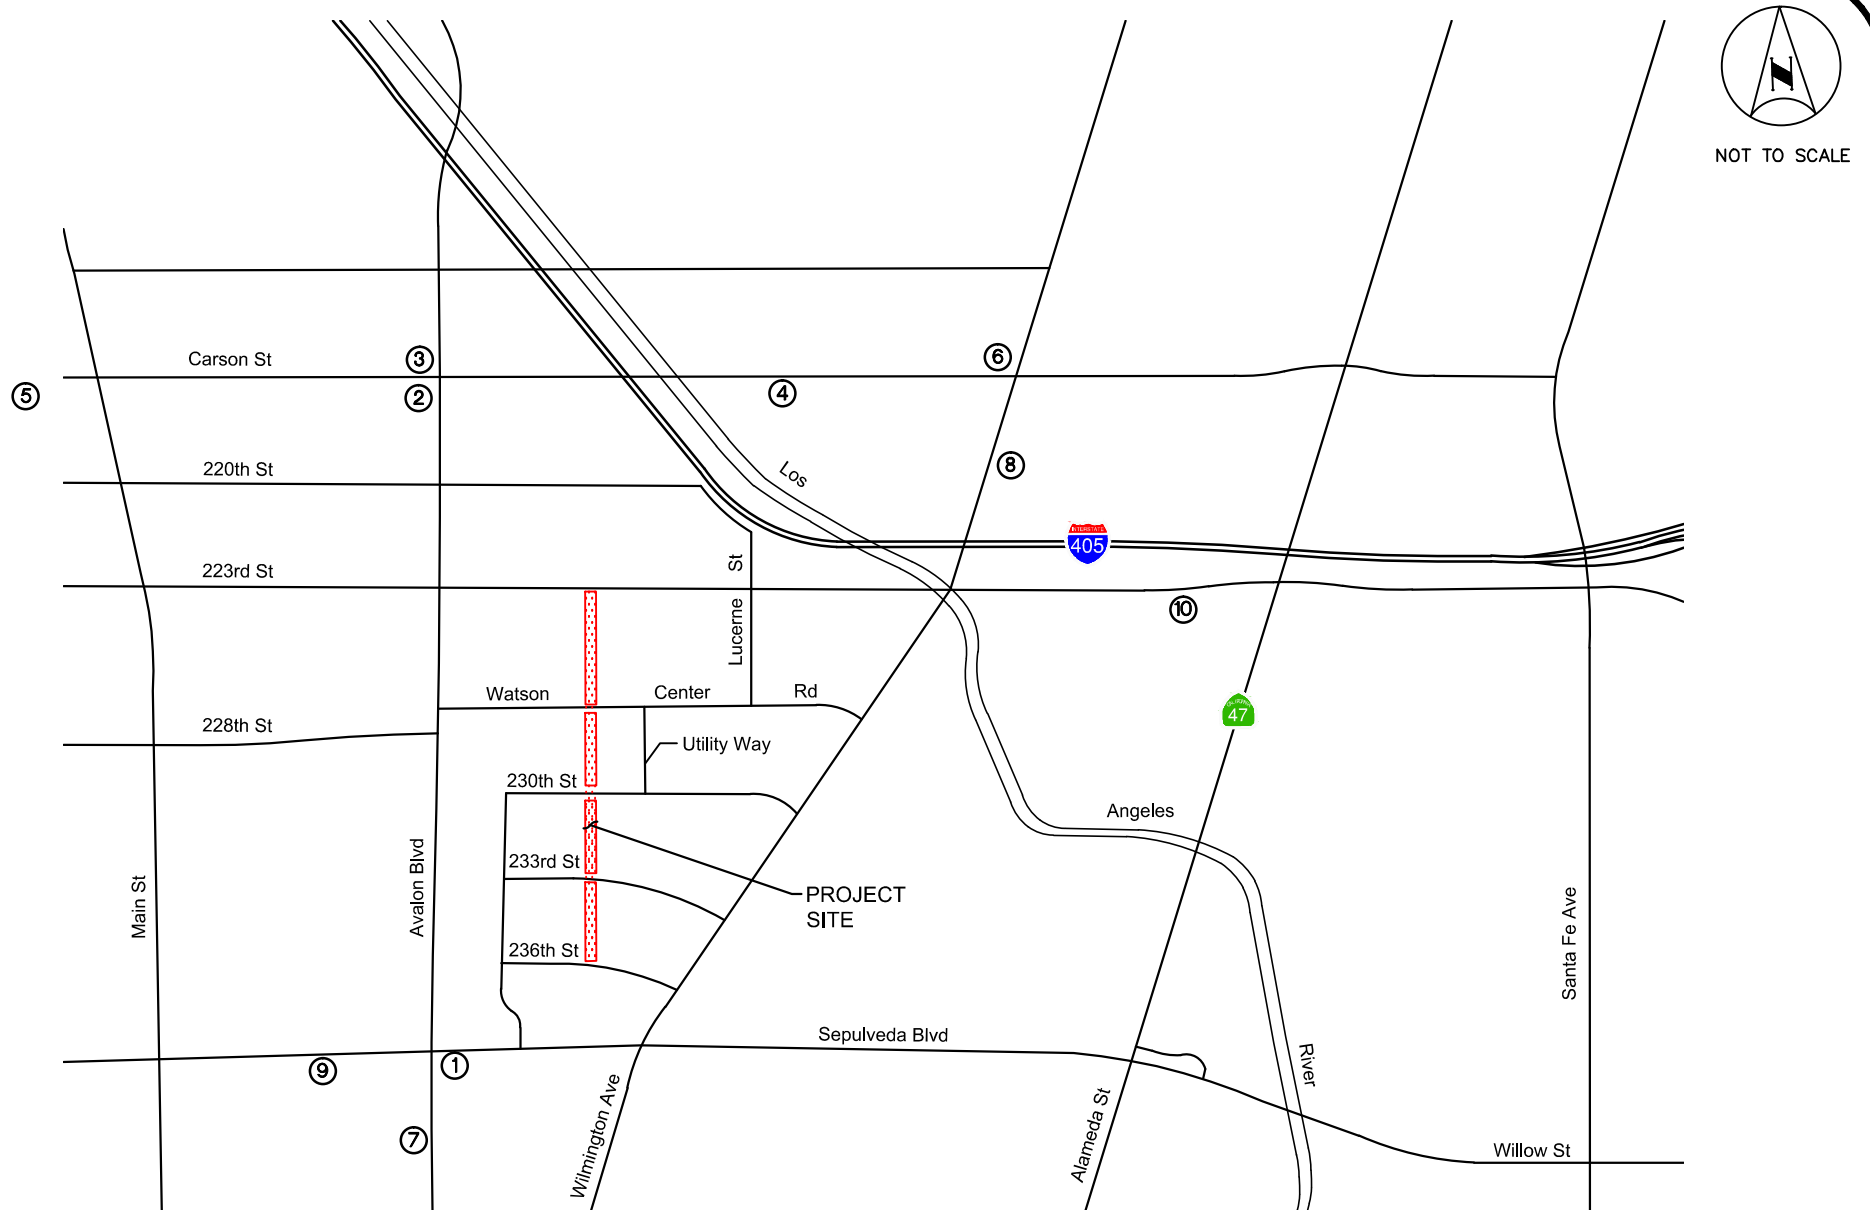 N
NOT TO SCALE
Carson St
3
6
5
2
4
220th St
Los
8
INTERSTATE
405
223rd St
Lucerne St
10
Watson Center Rd
228th St
Utility Way
47
230th St
Angeles
233rd St
PROJECT
SITE
Main St
Avalon Blvd
236th St
Santa Fe Ave
Sepulveda Blvd
9
1
River
7
Wilmington Ave
Alameda St
Willow St